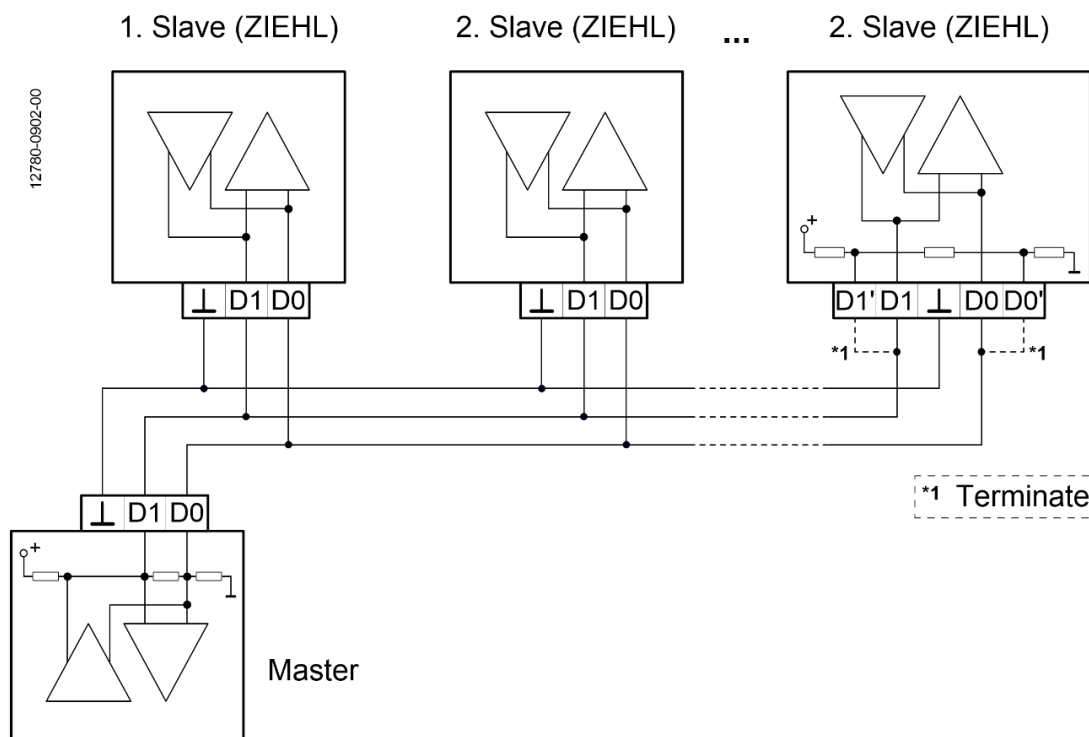 1. Slave (ZIEHL) 2. Slave (ZIEHL) ... 2. Slave (ZIEHL)
12780-0902-00
+
⊥ D1 D0
⊥ D1 D0
D1' D1 ⊥ D0 D0'
*1 *1
*1 Terminate
⊥ D1 D0
+
Master